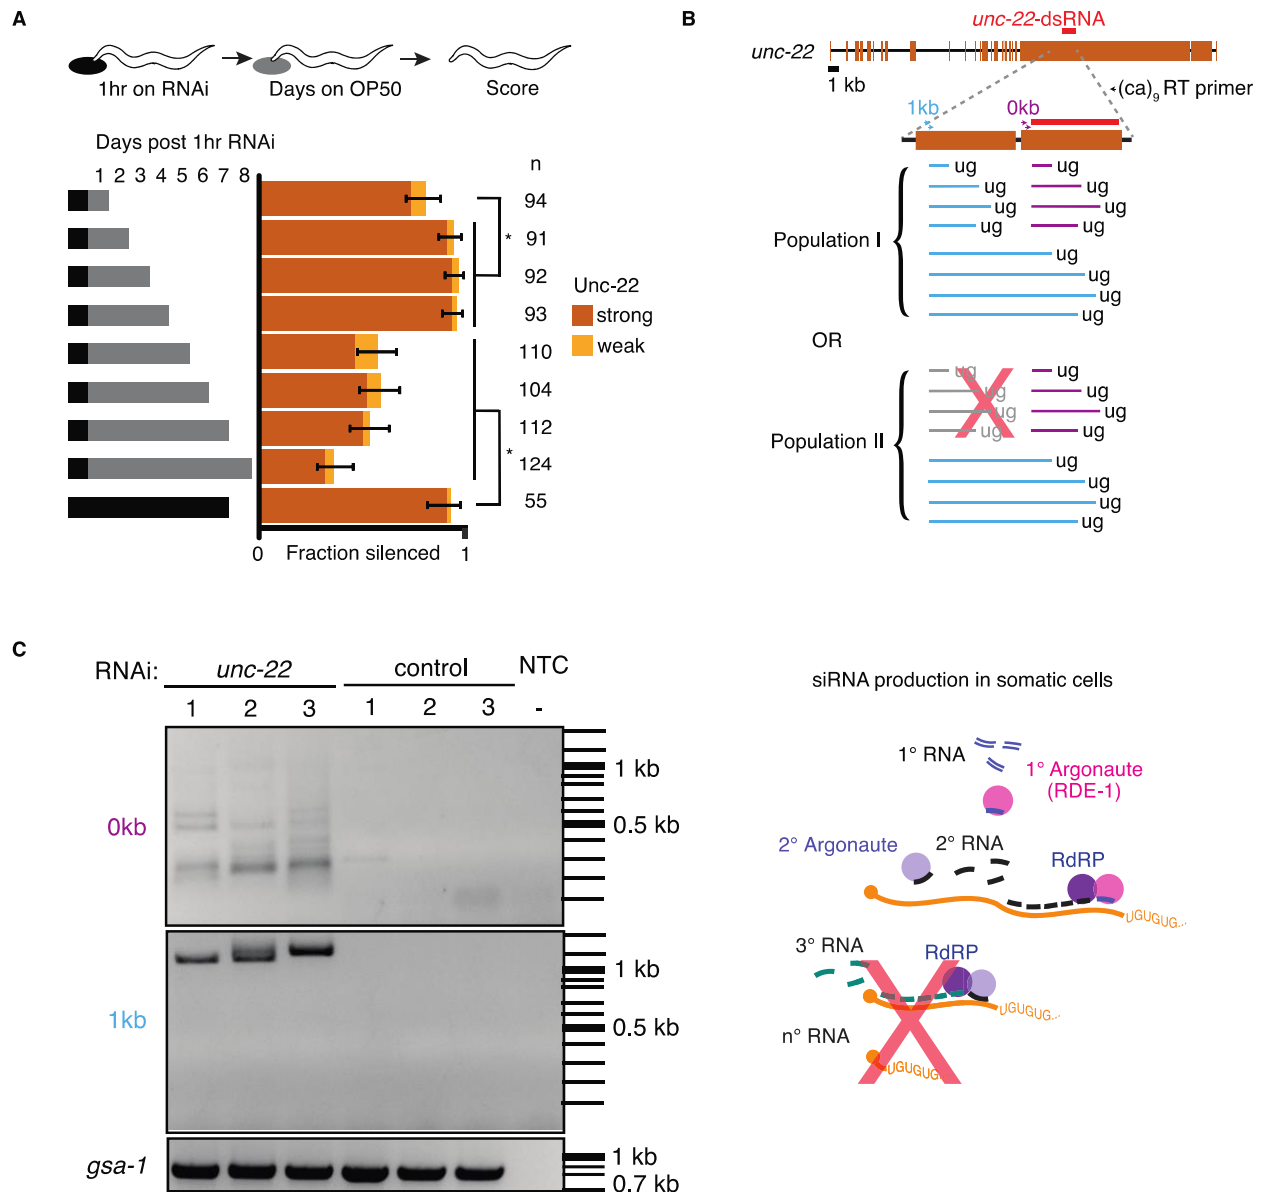 A
1hr on RNAi
Days on OP50
Score
Days post 1hr RNAi
1 2 3 4 5 6 7 8
n
94
91
92
93
110
104
112
124
55
*
*
Unc-22
strong
weak
0 Fraction silenced 1
B
unc-22-dsRNA
unc-22
1 kb
(ca)9 RT primer
1kb
0kb
Population I
ug ug
ug ug
ug ug
ug ug
ug
ug
ug
ug
OR
Population II
ug ug
ug ug
ug ug
ug ug
ug
ug
ug
ug
C
RNAi: unc-22 control NTC
1 2 3 1 2 3 -
0kb
1 kb
0.5 kb
1kb
1 kb
0.5 kb
gsa-1
1 kb
0.7 kb
siRNA production in somatic cells
1° RNA
1° Argonaute
(RDE-1)
2° Argonaute
2° RNA
RdRP
UGUGUG...
3° RNA
RdRP
UGUGUG...
n° RNA
UGUGUG..